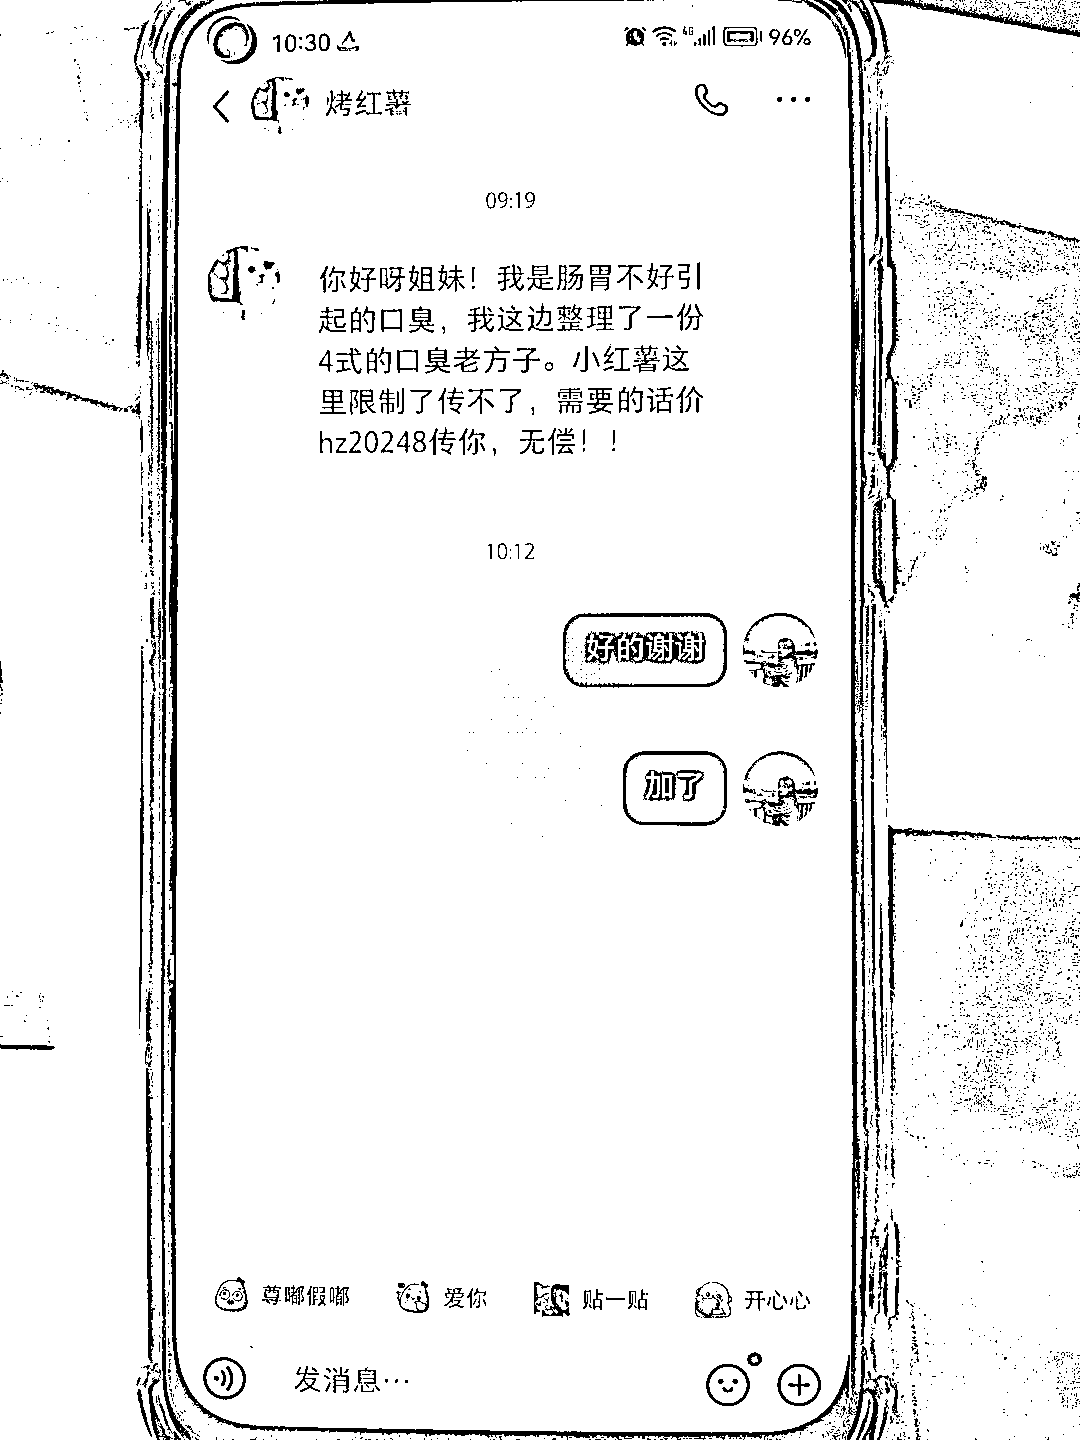 10:30 4G 96%
烤红薯
09:19
你好呀姐妹！我是肠胃不好引
起的口臭，我这边整理了一份
4式的口臭老方子。小红薯这
里限制了传不了，需要的话价
hz20248传你，无偿！！
10:12
好的谢谢
加了
尊嘟假嘟 爱你 贴一贴 开心心
发消息…